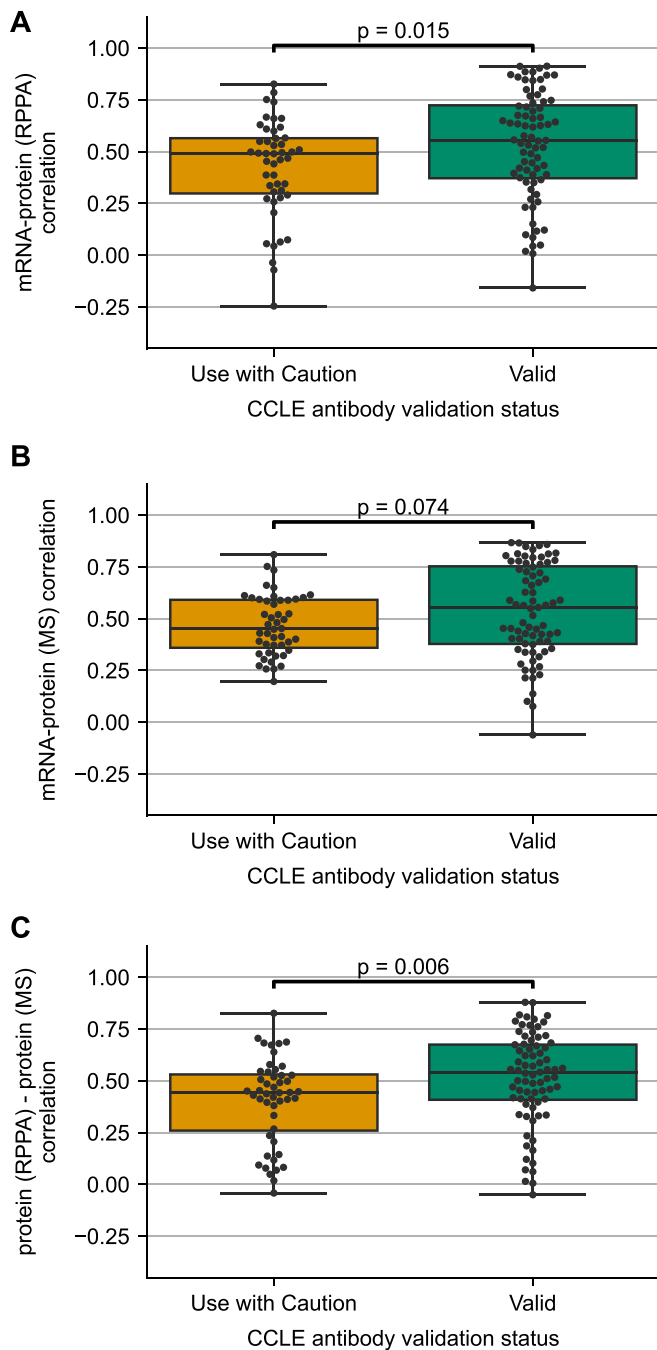 A
p = 0.015
1.00
0.75
0.50
0.25
0.00
−0.25
mRNA-protein (RPPA)
correlation
Use with Caution
Valid
CCLE antibody validation status
B
p = 0.074
1.00
0.75
0.50
0.25
0.00
−0.25
mRNA-protein (MS) correlation
Use with Caution
Valid
CCLE antibody validation status
C
p = 0.006
1.00
0.75
0.50
0.25
0.00
−0.25
protein (RPPA) - protein (MS)
correlation
Use with Caution
Valid
CCLE antibody validation status